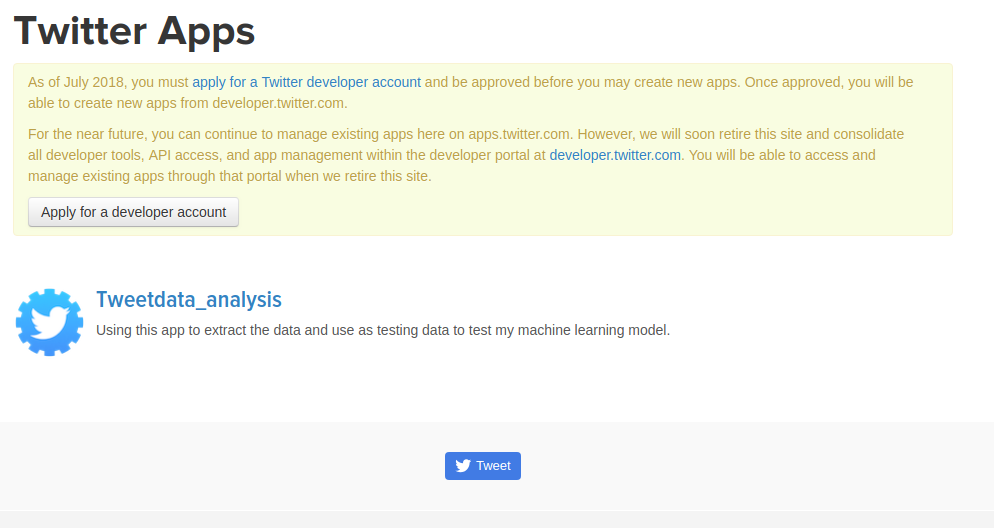 Twitter Apps
As of July 2018, you must apply for a Twitter developer account and be approved before you may create new apps. Once approved, you will be
able to create new apps from developer.twitter.com.
For the near future, you can continue to manage existing apps here on apps.twitter.com. However, we will soon retire this site and consolidate
all developer tools, API access, and app management within the developer portal at developer.twitter.com. You will be able to access and
manage existing apps through that portal when we retire this site.
Apply for a developer account
Tweetdata_analysis
Using this app to extract the data and use as testing data to test my machine learning model.
Tweet